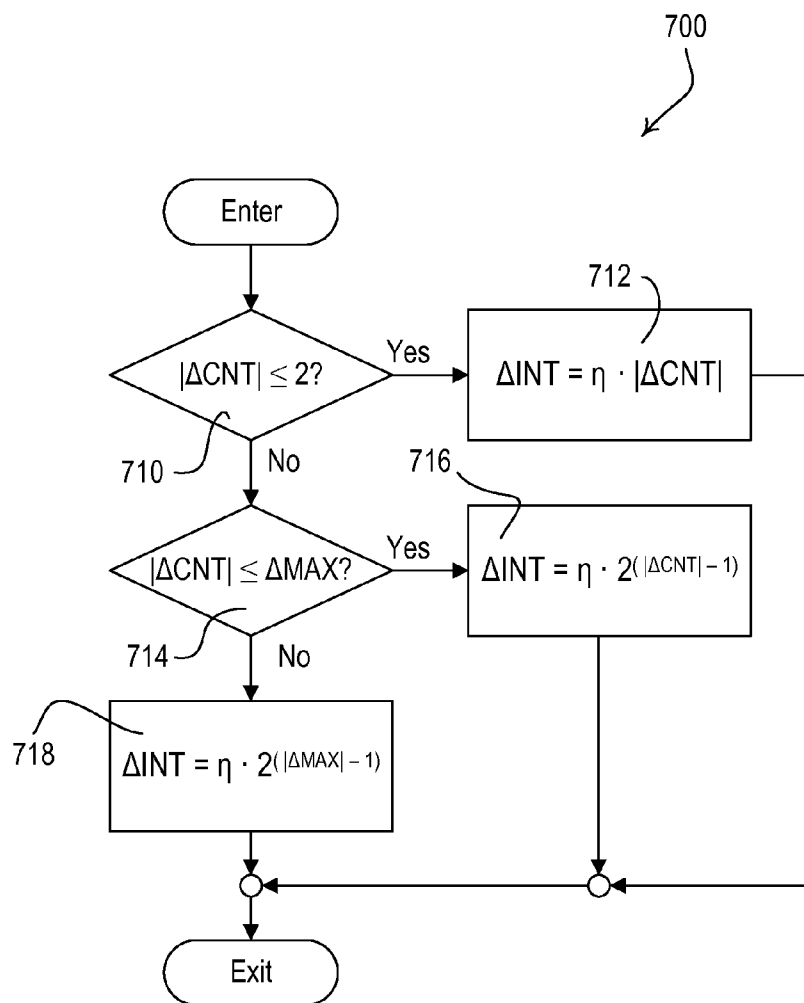 700
Enter
|ΔCNT| ≤ 2?
710
Yes
712
ΔINT = η · |ΔCNT|
No
|ΔCNT| ≤ ΔMAX?
714
Yes
716
ΔINT = η · 2^(|ΔCNT| − 1)
No
718
ΔINT = η · 2^(|ΔMAX| − 1)
Exit